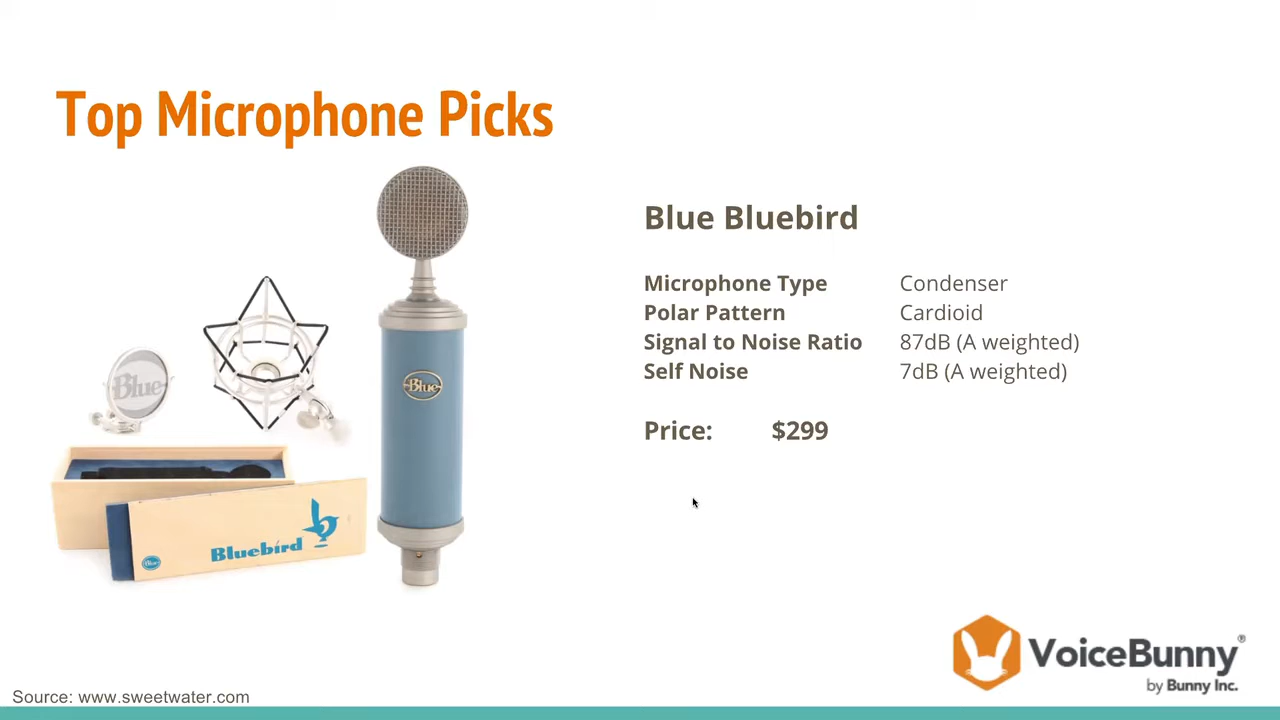 Top Microphone Picks
Blue Bluebird
Microphone Type Condenser
Polar Pattern Cardioid
Signal to Noise Ratio 87dB (A weighted)
Self Noise 7dB (A weighted)
Price: $299
Blue
Blue
Bluebird
Blue
VoiceBunny®
by Bunny Inc.
Source: www.sweetwater.com